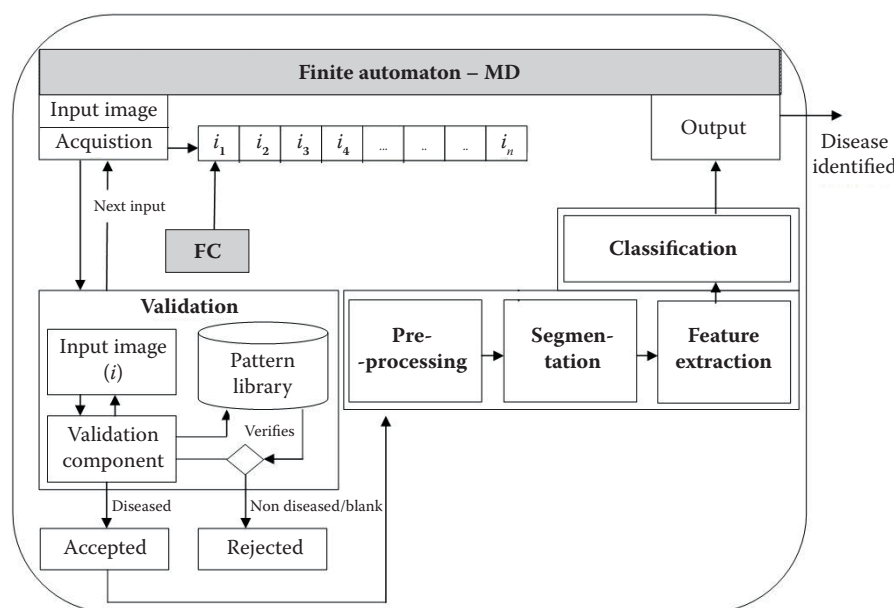 Finite automaton – MD
Input image
Acquistion
i1 i2 i3 i4 ... .. .. in
Output
Disease
identified
Next input
FC
Classification
Validation
Input image
(i)
Pattern
library
Pre-
-processing
Segmen-
tation
Feature
extraction
Validation
component
Verifies
Diseased
Non diseased/blank
Accepted
Rejected